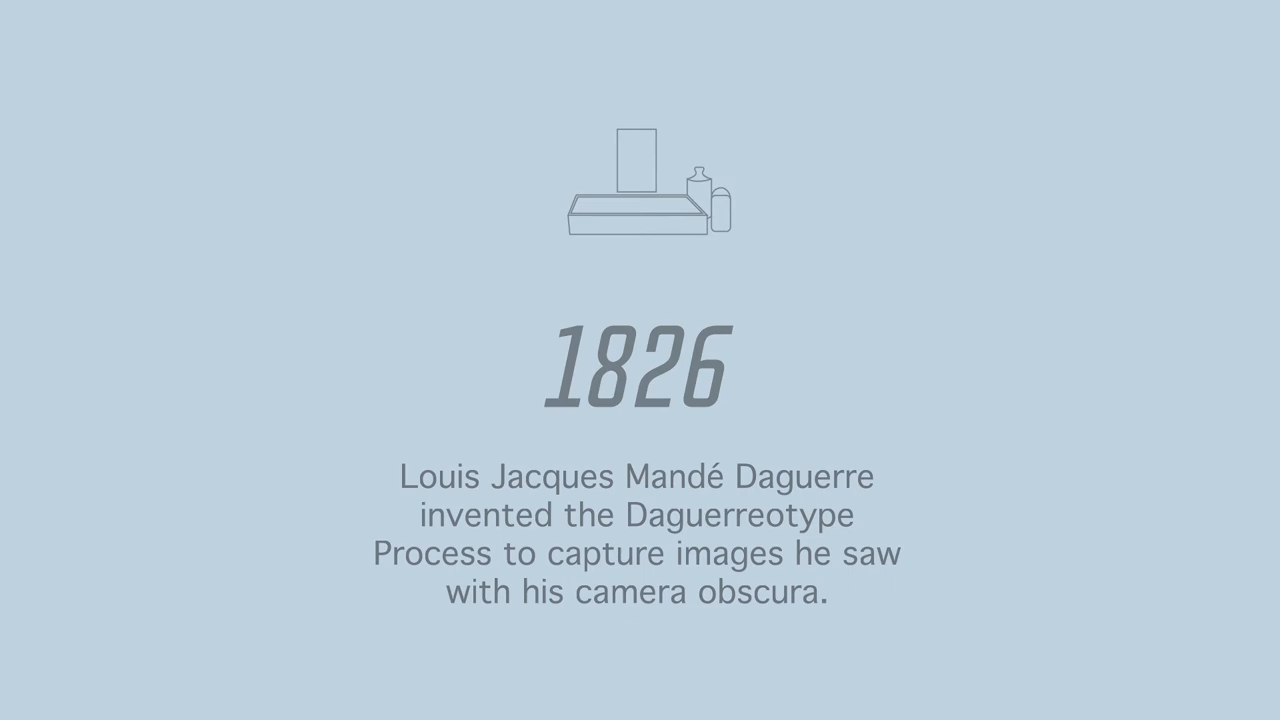 1826
Louis Jacques Mandé Daguerre
invented the Daguerreotype
Process to capture images he saw
with his camera obscura.